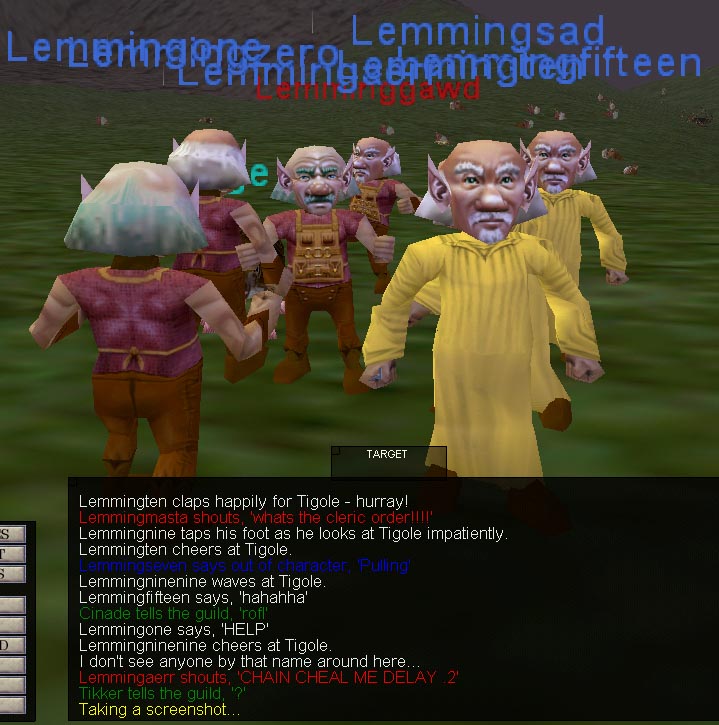 Lemmingsad
Lemmingone
Lemmingzero
Lemmingten
Lemmingfifteen
Lemminggawd
ge
TARGET
Lemmingten claps happily for Tigole - hurray!
Lemmingmasta shouts, 'whats the cleric order!!!!'
Lemmingnine taps his foot as he looks at Tigole impatiently.
Lemmingten cheers at Tigole.
Lemmingseven says out of character, 'Pulling'
Lemmingninenine waves at Tigole.
Lemmingfifteen says, 'hahahha'
Cinade tells the guild, 'rofl'
Lemmingone says, 'HELP'
Lemmingninenine cheers at Tigole.
I don't see anyone by that name around here...
Lemmingaerr shouts, 'CHAIN CHEAL ME DELAY .2'
Tikker tells the guild, '?'
Taking a screenshot...
S
T
S
D